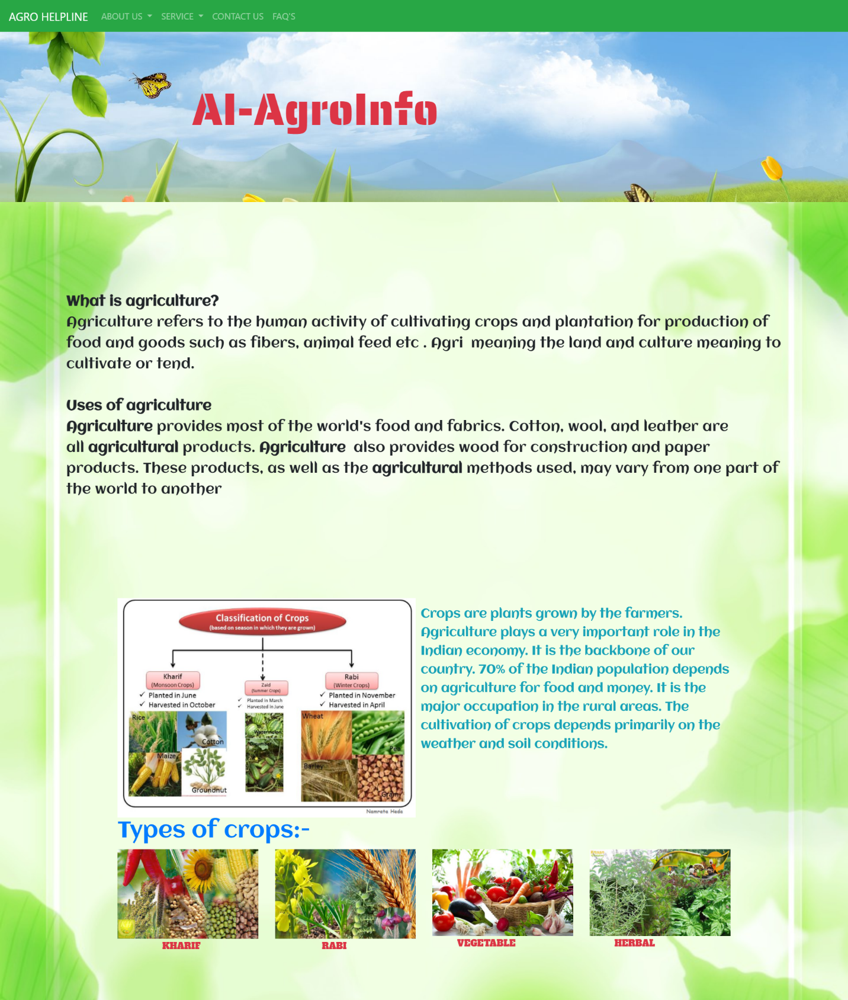 AGRO HELPLINE ABOUT US SERVICE CONTACT US FAQ'S
AI-AgroInfo
What is agriculture?
Agriculture refers to the human activity of cultivating crops and plantation for production of
food and goods such as fibers, animal feed etc . Agri meaning the land and culture meaning to
cultivate or tend.
Uses of agriculture
Agriculture provides most of the world's food and fabrics. Cotton, wool, and leather are
all agricultural products. Agriculture also provides wood for construction and paper
products. These products, as well as the agricultural methods used, may vary from one part of
the world to another
Classification of Crops
(based on season in which they are grown)
Kharif
(Monsoon Crops)
✓ Planted in June
✓ Harvested in October
Rice
Cotton
Maize
Groundnut
Zaid
(Summer Crops)
✓ Planted in March
✓ Harvested in June
Watermelon
Cucumber
Rabi
(Winter Crops)
✓ Planted in November
✓ Harvested in April
Wheat
Pea
Barley
Gram
Namrata Heda
Crops are plants grown by the farmers.
Agriculture plays a very important role in the
Indian economy. It is the backbone of our
country. 70% of the Indian population depends
on agriculture for food and money. It is the
major occupation in the rural areas. The
cultivation of crops depends primarily on the
weather and soil conditions.
Types of crops:-
KHARIF
RABI
VEGETABLE
HERBAL